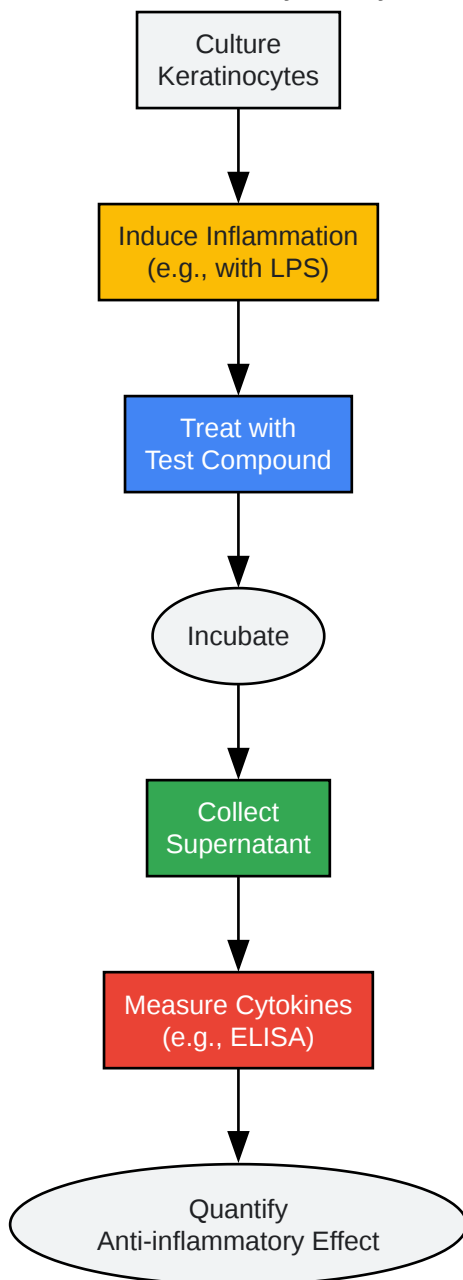 Culture
Keratinocytes
Induce Inflammation
(e.g., with LPS)
Treat with
Test Compound
Incubate
Collect
Supernatant
Measure Cytokines
(e.g., ELISA)
Quantify
Anti-inflammatory Effect